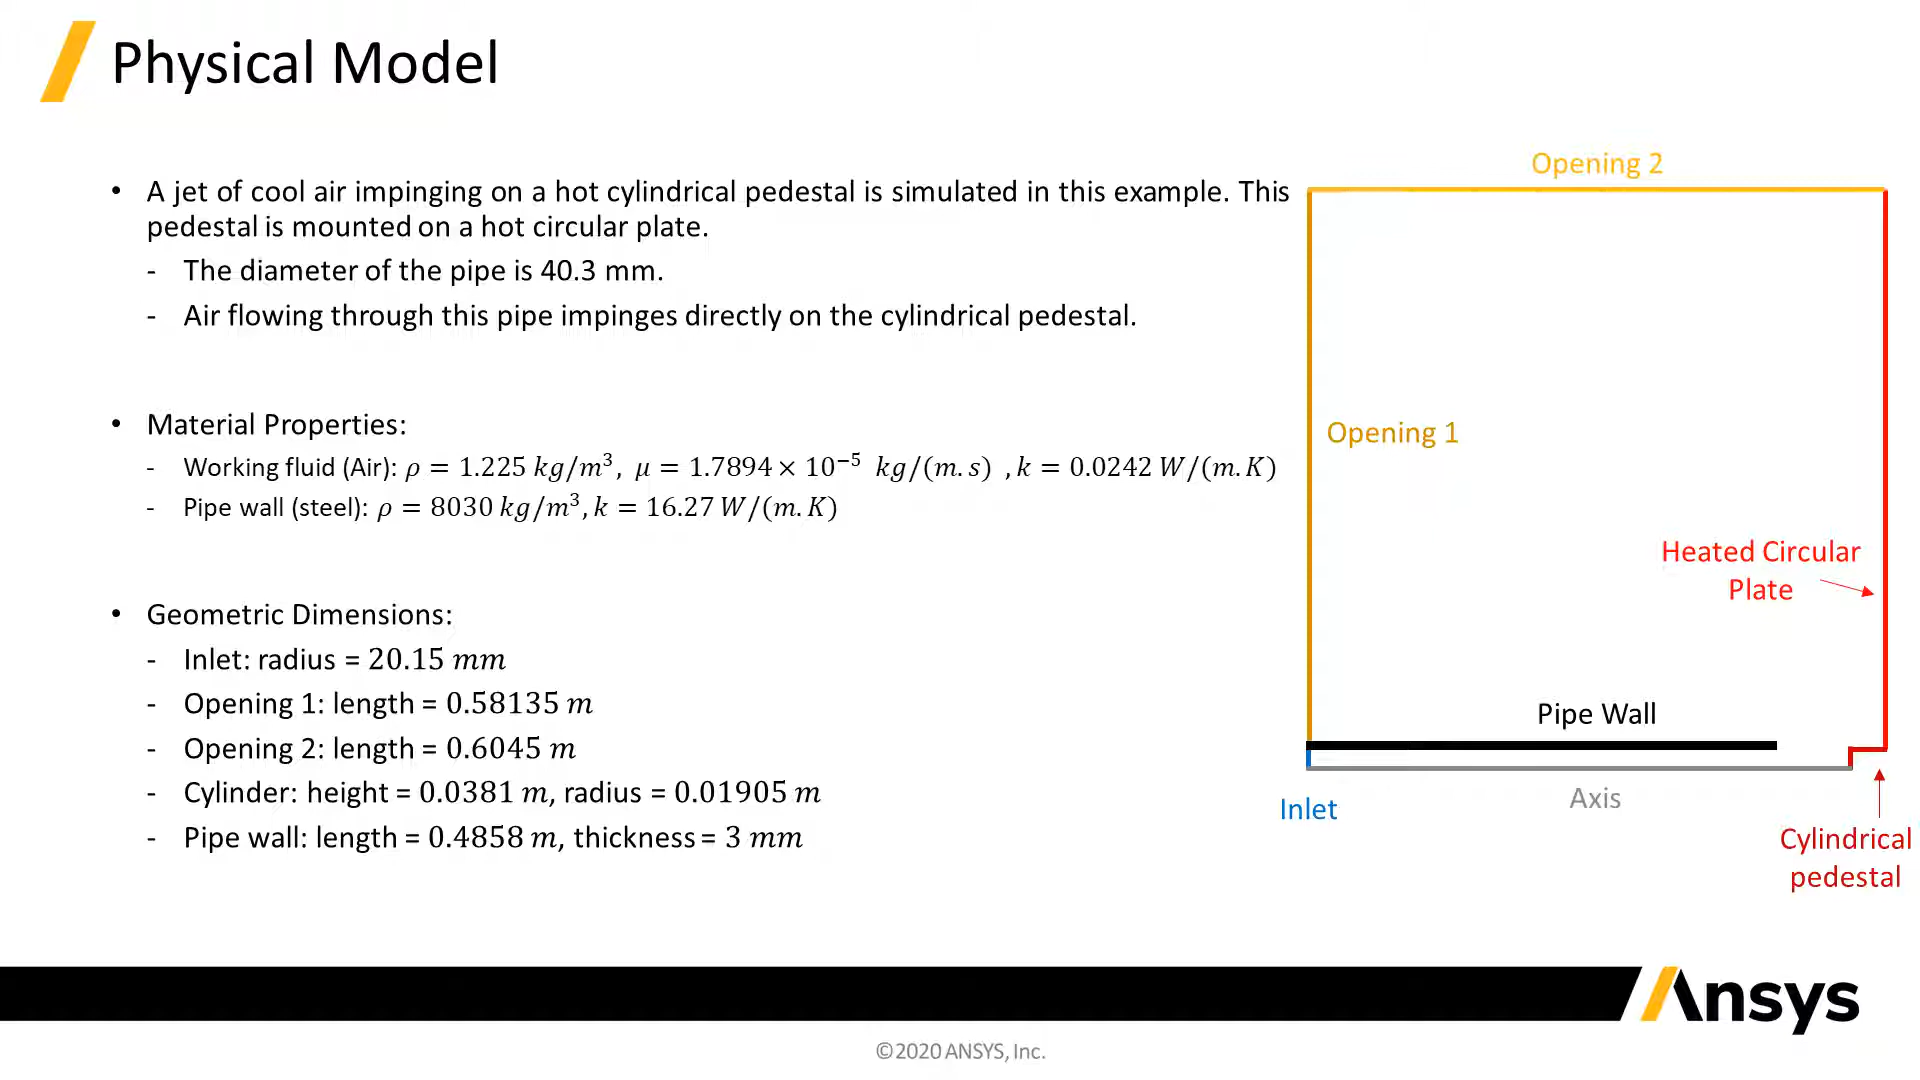 Physical Model
• A jet of cool air impinging on a hot cylindrical pedestal is simulated in this example. This
pedestal is mounted on a hot circular plate.
- The diameter of the pipe is 40.3 mm.
- Air flowing through this pipe impinges directly on the cylindrical pedestal.
• Material Properties:
- Working fluid (Air): ρ = 1.225 kg/m³, μ = 1.7894 × 10⁻⁵ kg/(m.s) , k = 0.0242 W/(m.K)
- Pipe wall (steel): ρ = 8030 kg/m³, k = 16.27 W/(m.K)
• Geometric Dimensions:
- Inlet: radius = 20.15 mm
- Opening 1: length = 0.58135 m
- Opening 2: length = 0.6045 m
- Cylinder: height = 0.0381 m, radius = 0.01905 m
- Pipe wall: length = 0.4858 m, thickness = 3 mm
Opening 2
Opening 1
Heated Circular
Plate
Pipe Wall
Axis
Inlet
Cylindrical
pedestal
Ansys
©2020 ANSYS, Inc.